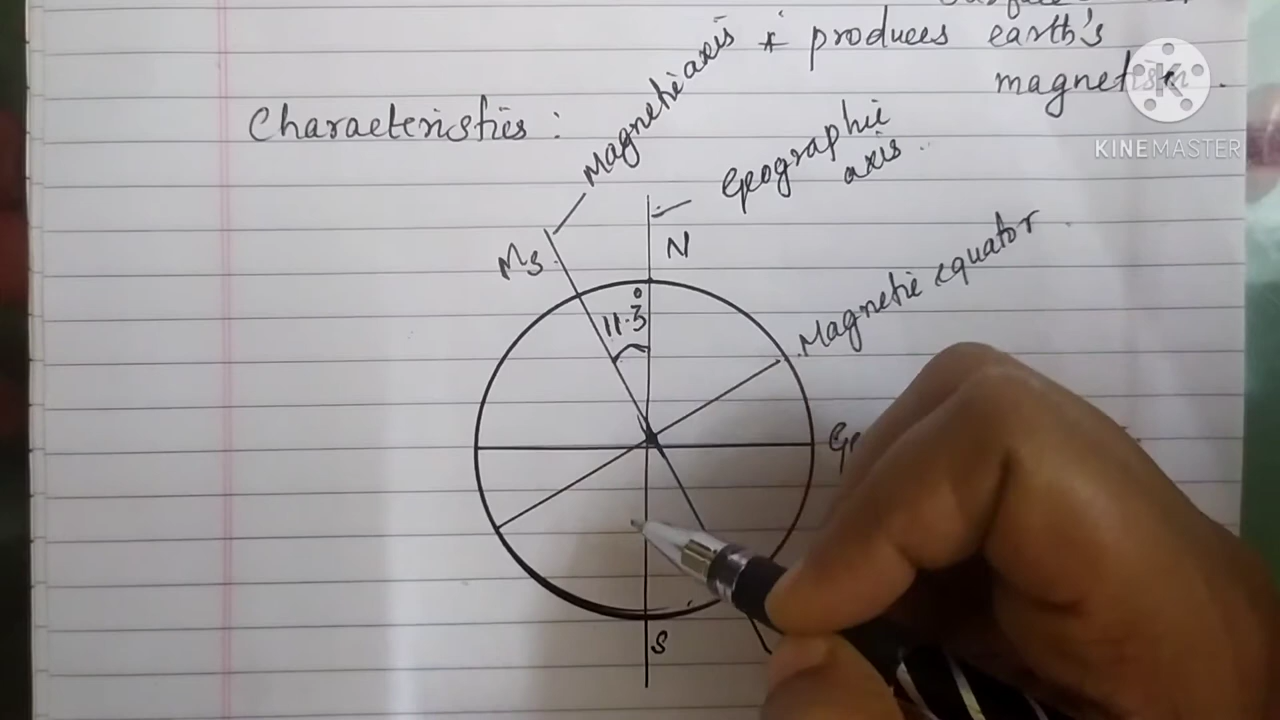 produces earth's
magnetism.
Characteristics :
Magnetic axis
Geographic
axis
Ms
N
11.3°
Magnetic equator
S
KINEMASTER